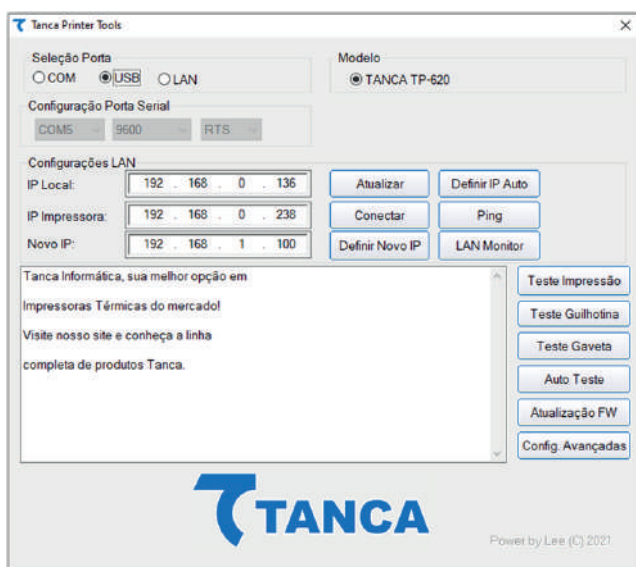 Tanca Printer Tools
Seleção Porta
COM USB LAN
Modelo
TANCA TP-620
Configuração Porta Serial
COM5 9600 RTS
Configurações LAN
IP Local: 192 . 168 . 0 . 136 Atualizar Definir IP Auto
IP Impressora: 192 . 168 . 0 . 238 Conectar Ping
Novo IP: 192 . 168 . 1 . 100 Definir Novo IP LAN Monitor
Tanca Informática, sua melhor opção em
Impressoras Térmicas do mercado!
Visite nosso site e conheça a linha
completa de produtos Tanca.
Teste Impressão
Teste Guilhotina
Teste Gaveta
Auto Teste
Atualização FW
Config. Avançadas
TANCA
Power by Lee (C) 2021